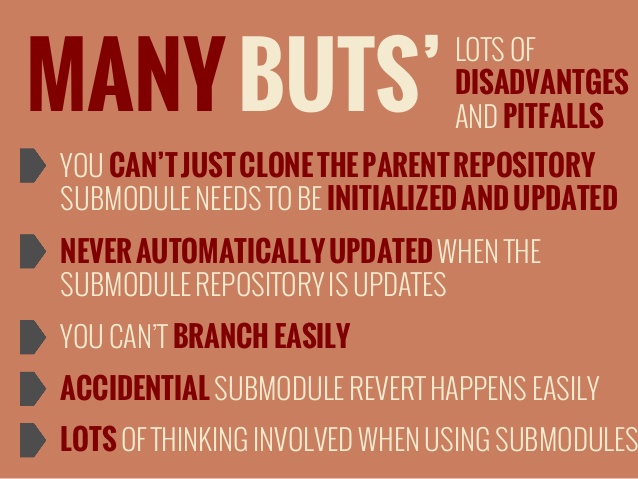 MANY BUTS’
LOTS OF
DISADVANTGES
AND PITFALLS
YOU CAN’T JUST CLONE THE PARENT REPOSITORY
SUBMODULE NEEDS TO BE INITIALIZED AND UPDATED
NEVER AUTOMATICALLY UPDATED WHEN THE
SUBMODULE REPOSITORY IS UPDATES
YOU CAN’T BRANCH EASILY
ACCIDENTIAL SUBMODULE REVERT HAPPENS EASILY
LOTS OF THINKING INVOLVED WHEN USING SUBMODULES